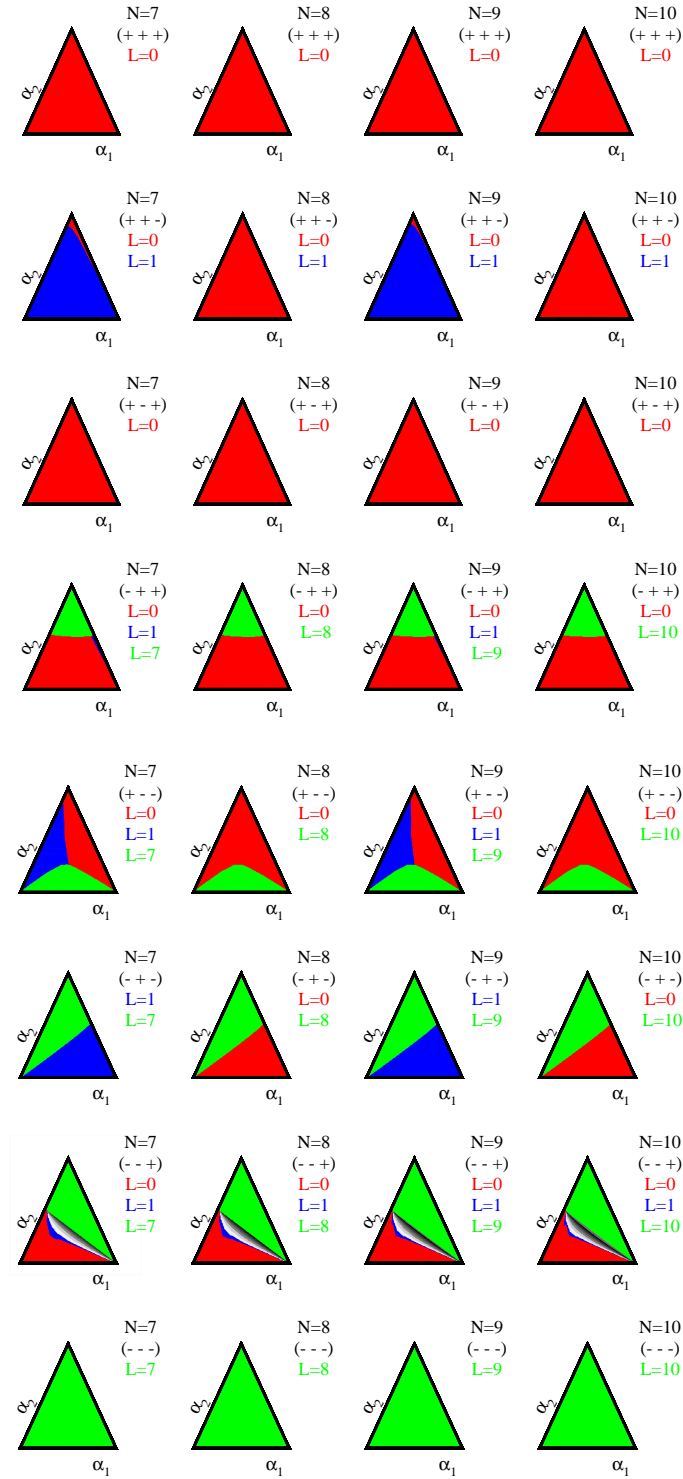 N=7 N=8 N=9 N=10
(+ + +) (+ + +) (+ + +) (+ + +)
L=0 L=0 L=0 L=0
α2 α2 α2 α2
α1 α1 α1 α1
N=7 N=8 N=9 N=10
(+ + -) (+ + -) (+ + -) (+ + -)
L=0 L=0 L=0 L=0
L=1 L=1 L=1 L=1
α2 α2 α2 α2
α1 α1 α1 α1
N=7 N=8 N=9 N=10
(+ - +) (+ - +) (+ - +) (+ - +)
L=0 L=0 L=0 L=0
α2 α2 α2 α2
α1 α1 α1 α1
N=7 N=8 N=9 N=10
(- + +) (- + +) (- + +) (- + +)
L=0 L=0 L=0 L=0
L=1 L=8 L=1 L=10
L=7 L=9
α2 α2 α2 α2
α1 α1 α1 α1
N=7 N=8 N=9 N=10
(+ - -) (+ - -) (+ - -) (+ - -)
L=0 L=0 L=0 L=0
L=1 L=8 L=1 L=10
L=7 L=9
α2 α2 α2 α2
α1 α1 α1 α1
N=7 N=8 N=9 N=10
(- + -) (- + -) (- + -) (- + -)
L=1 L=0 L=1 L=0
L=7 L=8 L=9 L=10
α2 α2 α2 α2
α1 α1 α1 α1
N=7 N=8 N=9 N=10
(- - +) (- - +) (- - +) (- - +)
L=0 L=0 L=0 L=0
L=1 L=1 L=1 L=1
L=7 L=8 L=9 L=10
α2 α2 α2 α2
α1 α1 α1 α1
N=7 N=8 N=9 N=10
(- - -) (- - -) (- - -) (- - -)
L=7 L=8 L=9 L=10
α2 α2 α2 α2
α1 α1 α1 α1